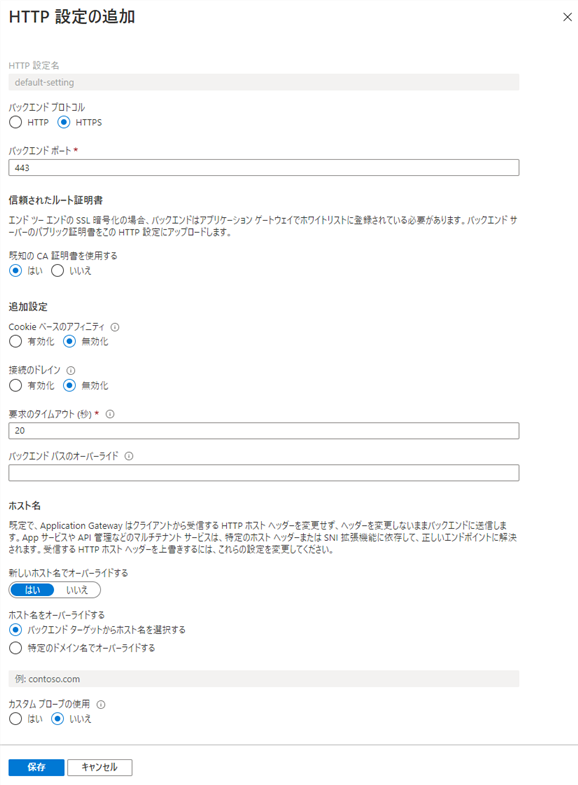 HTTP 設定の追加
HTTP 設定名
default-setting
バックエンド プロトコル
HTTP HTTPS
バックエンド ポート *
443
信頼されたルート証明書
エンド ツー エンドの SSL 暗号化の場合、バックエンドはアプリケーション ゲートウェイでホワイトリストに登録されている必要があります。バックエンド サ
ーバーのパブリック証明書をこの HTTP 設定にアップロードします。
既知の CA 証明書を使用する
はい いいえ
追加設定
Cookie ベースのアフィニティ
有効化 無効化
接続のドレイン
有効化 無効化
要求のタイムアウト (秒) *
20
バックエンド パスのオーバーライド
ホスト名
既定で、Application Gateway はクライアントから受信する HTTP ホスト ヘッダーを変更せず、ヘッダーを変更しないままバックエンドに送信しま
す。App サービスや API 管理などのマルチテナント サービスは、特定のホスト ヘッダーまたは SNI 拡張機能に依存して、正しいエンドポイントに解決
されます。受信する HTTP ホスト ヘッダーを上書きするには、これらの設定を変更してください。
新しいホスト名でオーバーライドする
はい いいえ
ホスト名をオーバーライドする
バックエンド ターゲットからホスト名を選択する
特定のドメイン名でオーバーライドする
例: contoso.com
カスタム プローブの使用
はい いいえ
保存 キャンセル